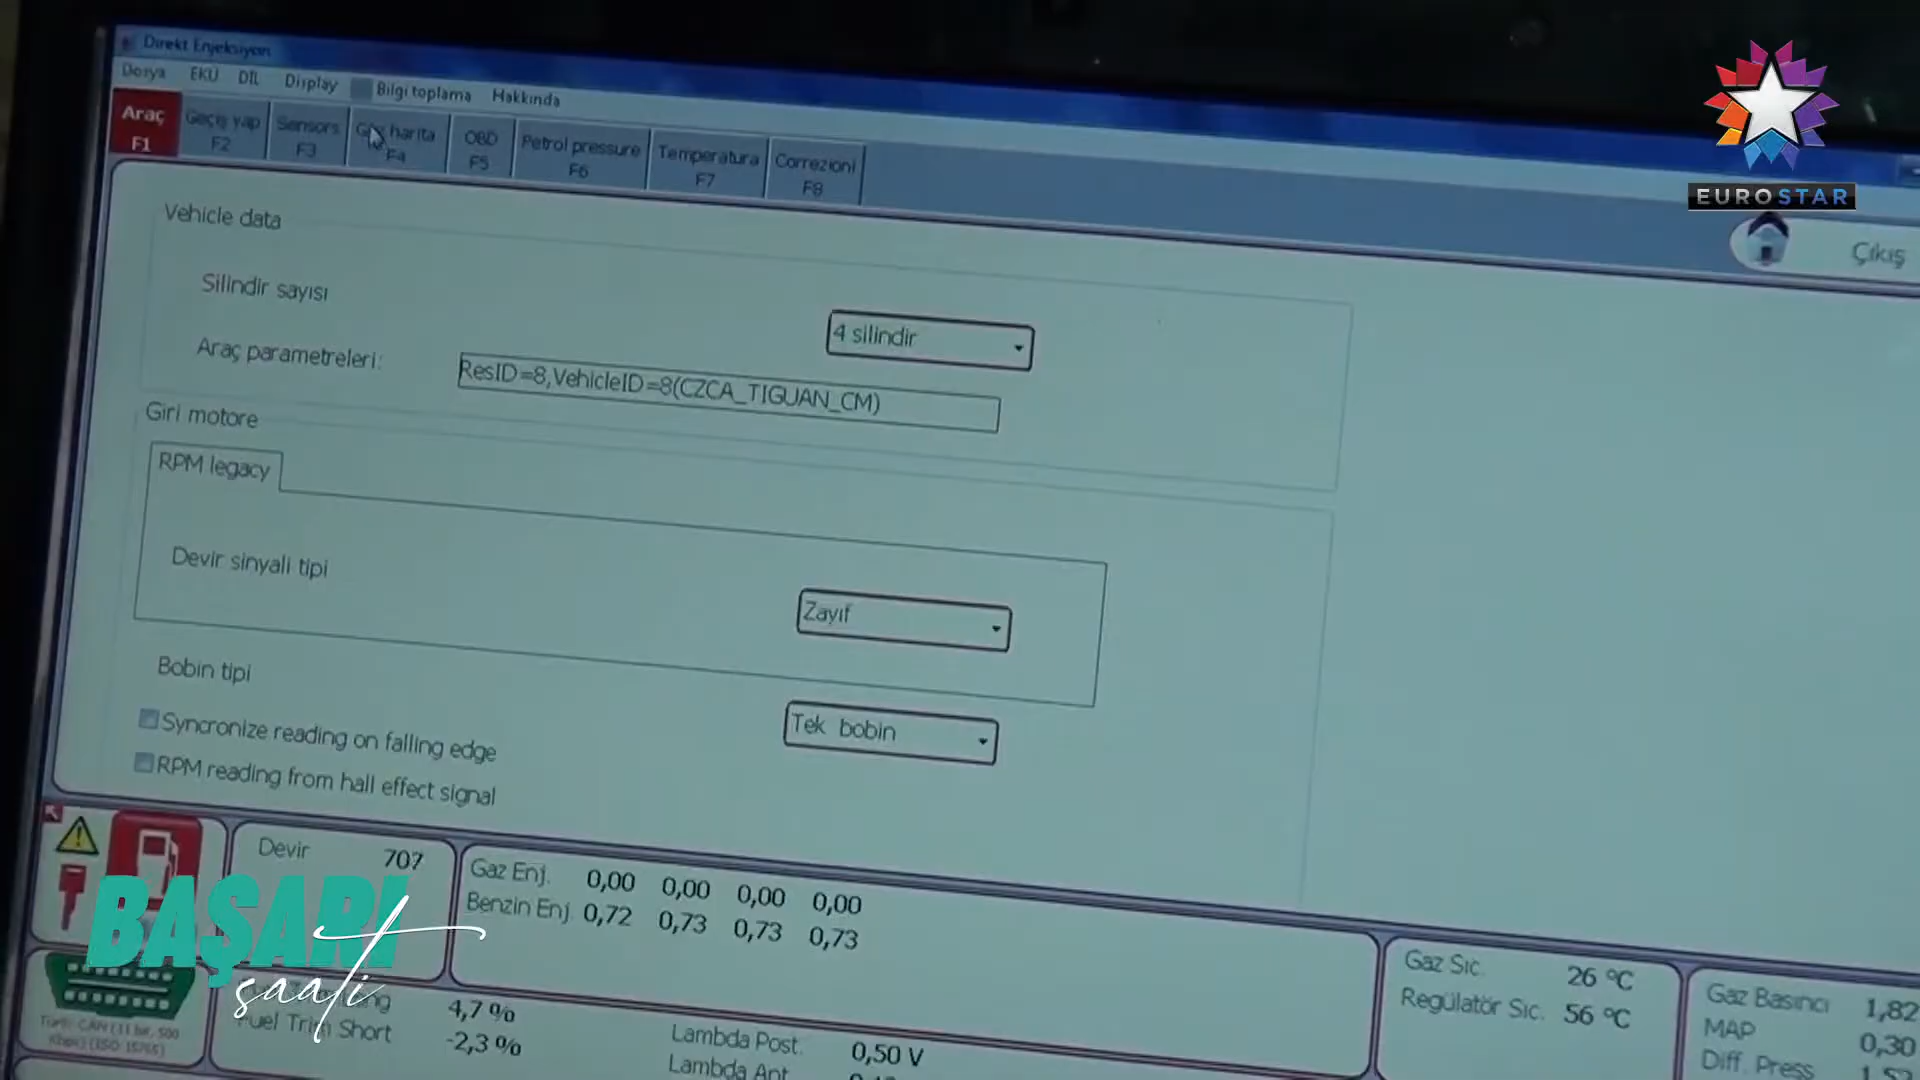 Direkt Enjeksiyon
Dosya EKU DİL Display Bilgi toplama Hakkında
Araç F1
Geçiş yap F2
Sensors F3
harita F4
OBD F5
Petrol pressure F6
Temperatura F7
Correzioni F8
EUROSTAR
Çıkış
Vehicle data
Silindir sayısı
4 silindir
Araç parametreleri:
ResID=8,VehicleID=8(CZCA_TIGUAN_CM)
Giri motore
RPM legacy
Devir sinyali tipi
Zayıf
Bobin tipi
Tek bobin
Syncronize reading on falling edge
RPM reading from hall effect signal
Devir 707
Gaz Enj. 0,00 0,00 0,00 0,00
Benzin Enj. 0,72 0,73 0,73 0,73
BAŞARI
saati
4,7 %
Fuel Trim Short -2,3 %
Lambda Post. 0,50 V
Lambda Ant.
Gaz Sıc. 26 °C
Regülatör Sıc. 56 °C
Gaz Basıncı 1,82
MAP 0,30
Diff. Press